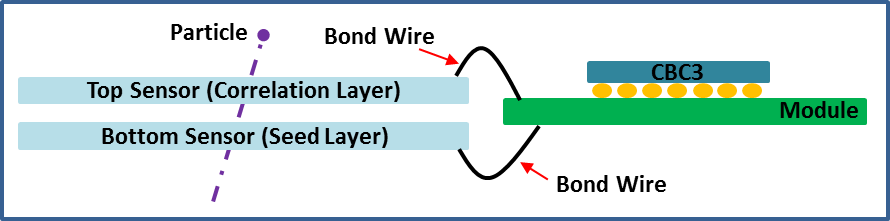 Particle
Bond Wire
CBC3
Top Sensor (Correlation Layer)
Module
Bottom Sensor (Seed Layer)
Bond Wire